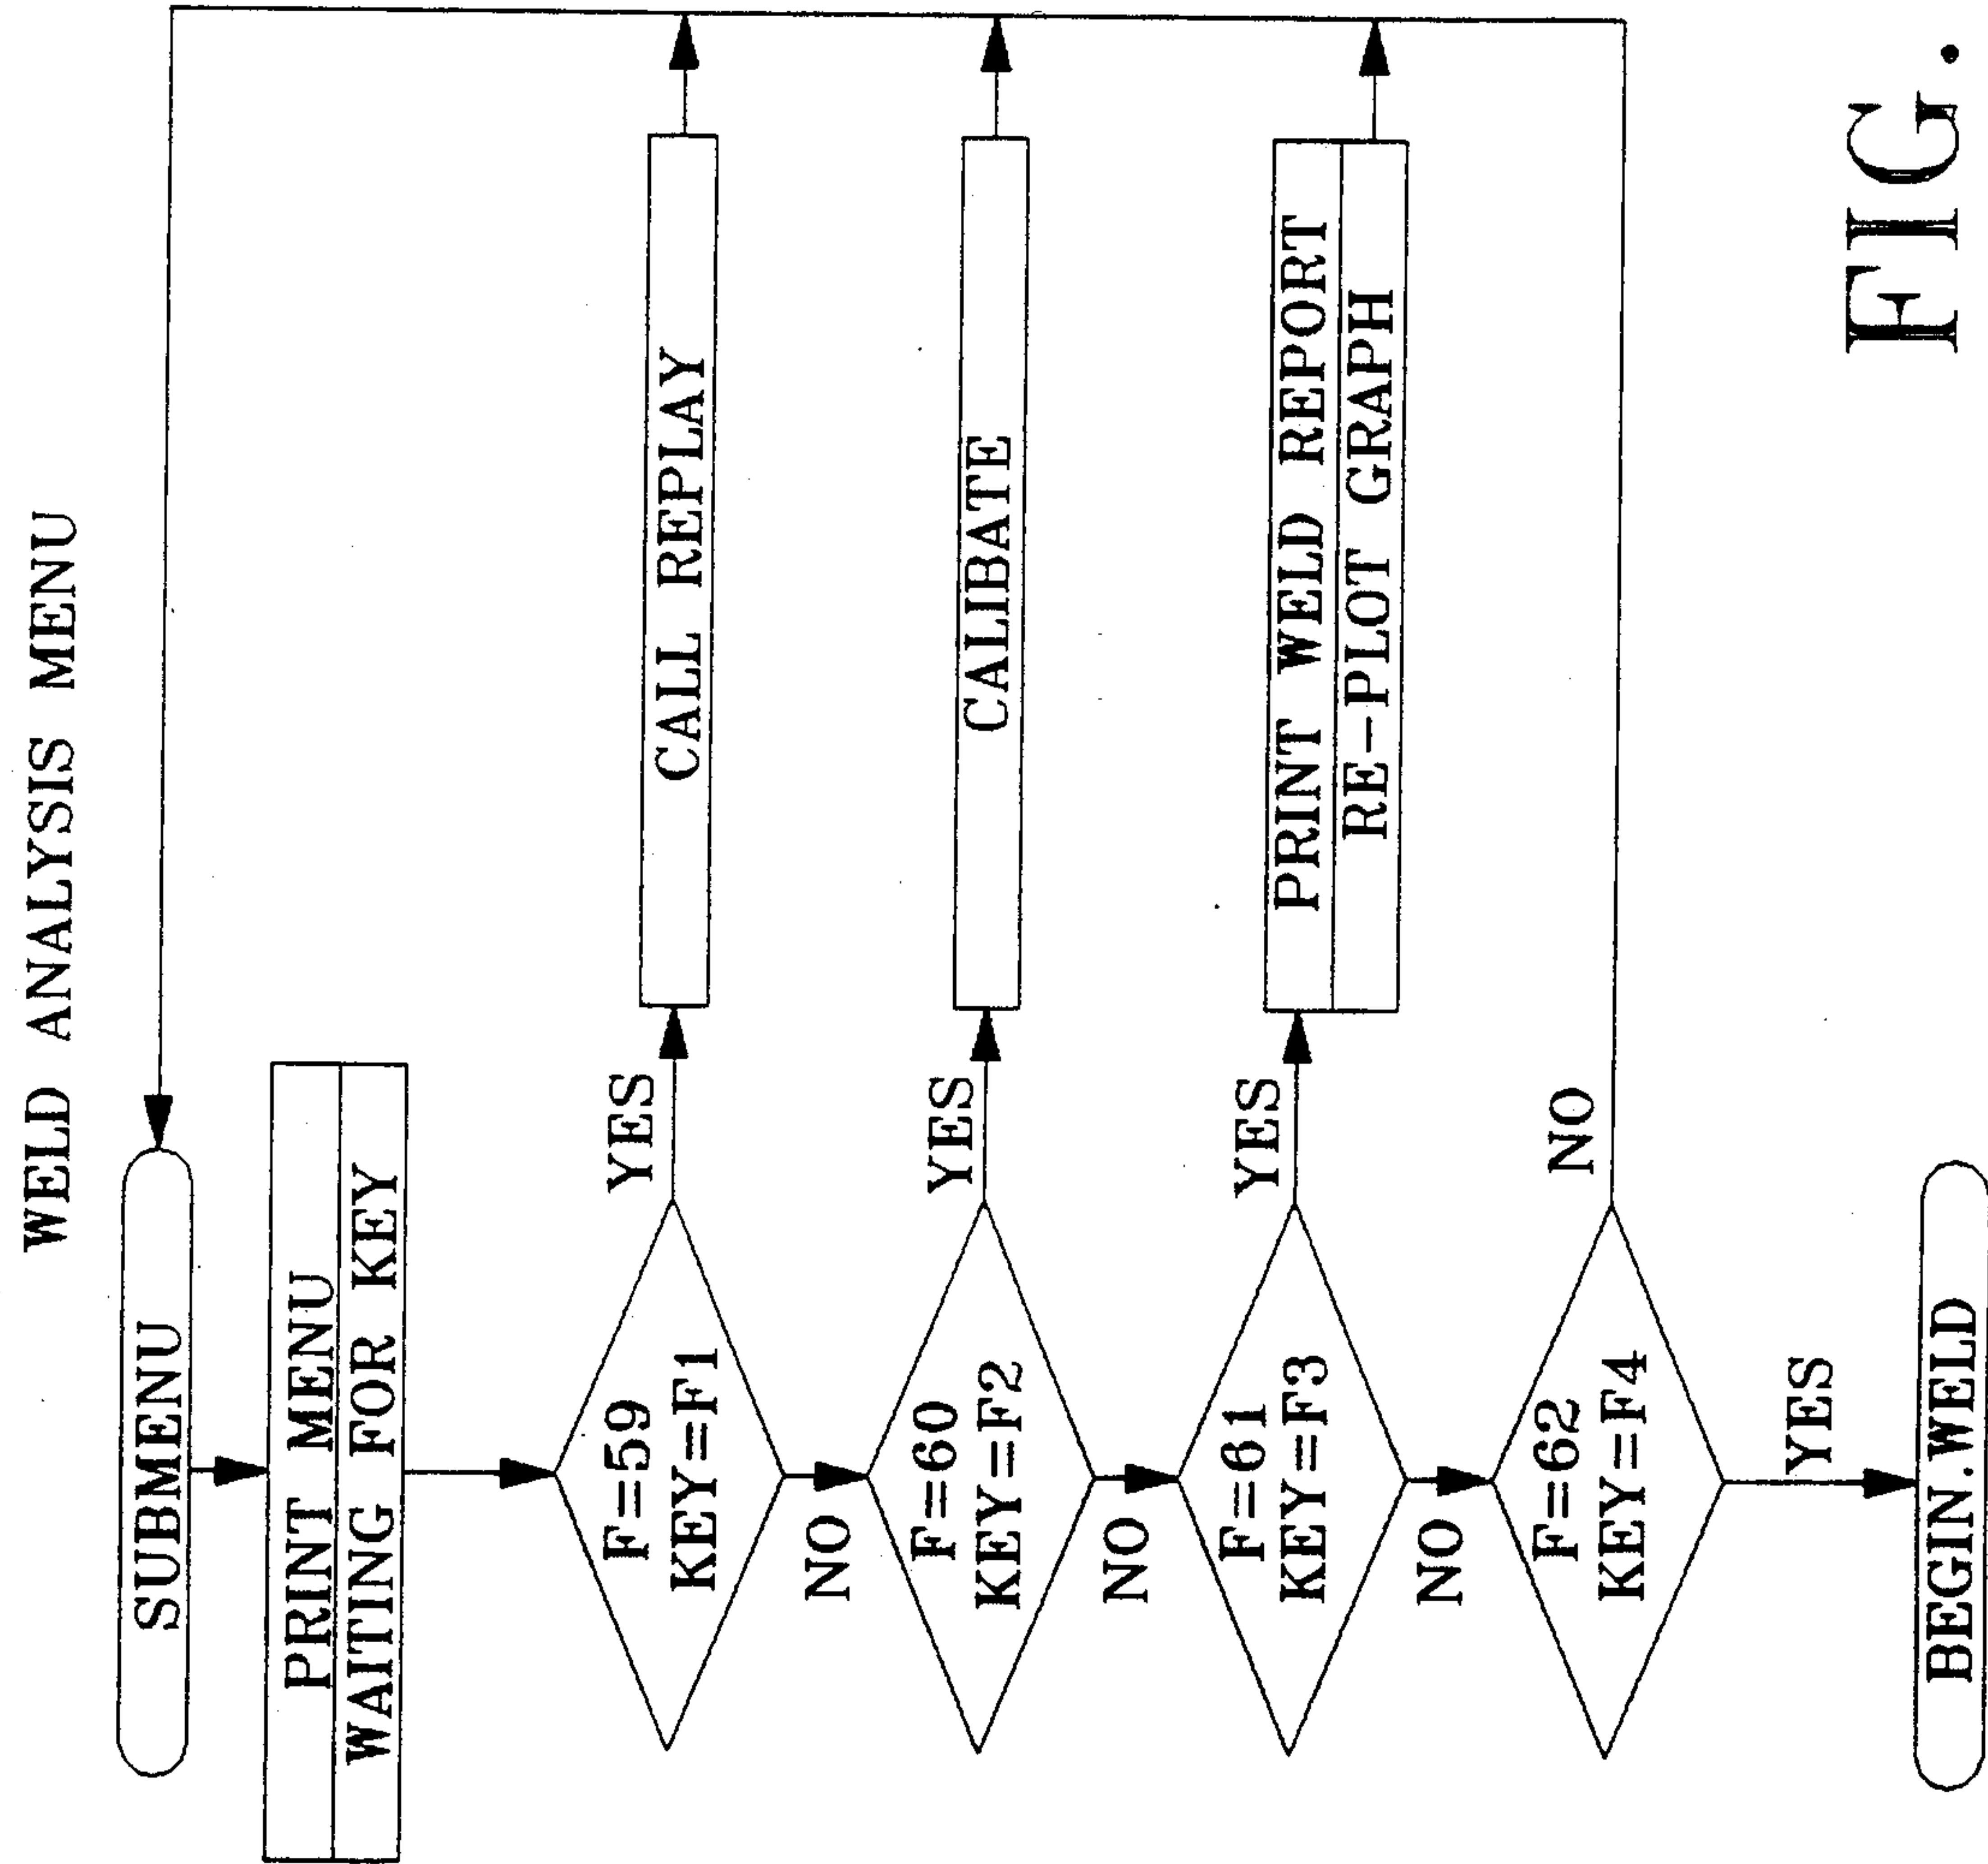 WELD ANALYSIS MENU
SUBMENU
PRINT MENU
WAITING FOR KEY
F=59
KEY=F1
YES
CALL REPLAY
NO
F=60
KEY=F2
YES
CALIBATE
NO
F=61
KEY=F3
YES
PRINT WELD REPORT
RE-PLOT GRAPH
NO
F=62
KEY=F4
NO
YES
BEGIN.WELD
FIG.